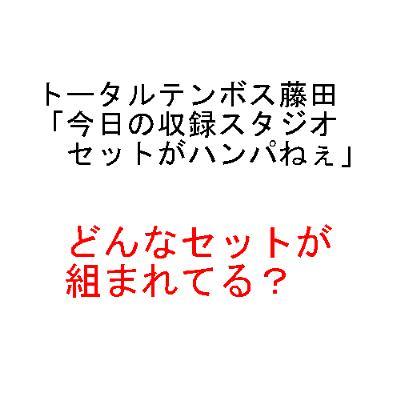 トータルテンボス藤田
「今日の収録スタジオ
　セットがハンパねぇ」
どんなセットが
組まれてる？